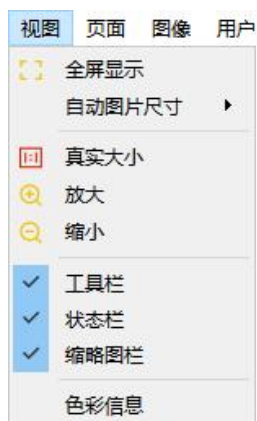 视图 页面 图像 用户
全屏显示
自动图片尺寸
1:1 真实大小
放大
缩小
工具栏
状态栏
缩略图栏
色彩信息